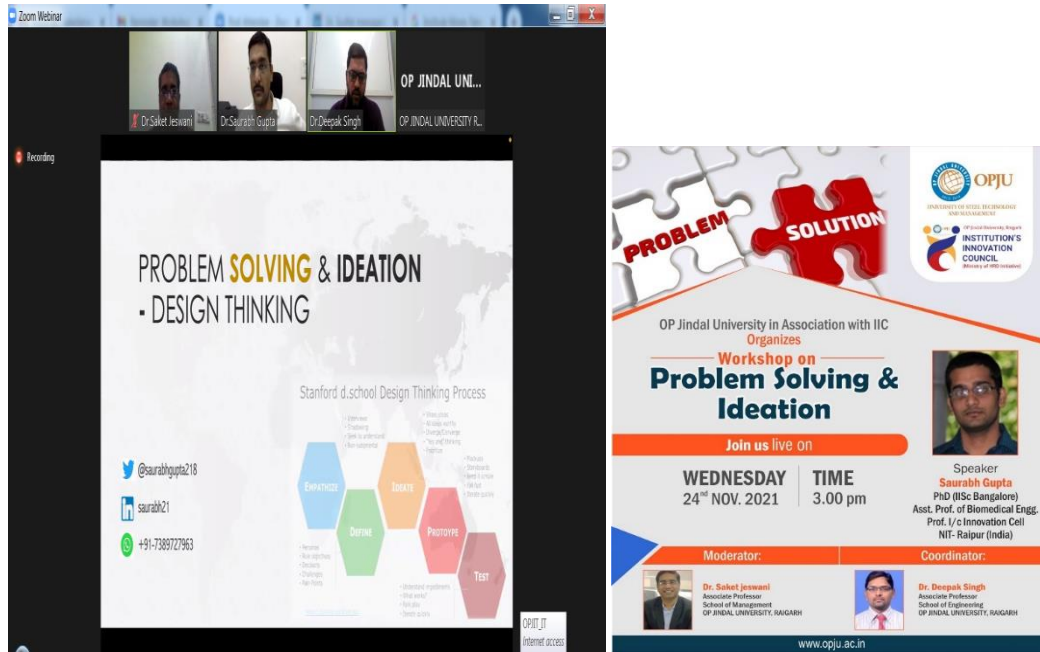 Zoom Webinar
Dr.Saket Jeswani
Dr.Saurabh Gupta
Dr.Deepak Singh
OP JINDAL UNI...
OP JINDAL UNIVERSITY R...
Recording
PROBLEM SOLVING & IDEATION
- DESIGN THINKING
Stanford d.school Design Thinking Process
EMPATHIZE
DEFINE
IDEATE
PROTOYPE
TEST
@saurabhgupta218
saurabh21
+91-7389727963
OPJIT_IT
Internet access
PROBLEM
SOLUTION
OPJU
UNIVERSITY OF STEEL TECHNOLOGY
AND MANAGEMENT
INSTITUTION'S
INNOVATION
COUNCIL
(Ministry of HRD Initiative)
OP Jindal University in Association with IIC
Organizes
Workshop on
Problem Solving &
Ideation
Join us live on
WEDNESDAY
24nd NOV. 2021
TIME
3.00 pm
Speaker
Saurabh Gupta
PhD (IISc Bangalore)
Asst. Prof. of Biomedical Engg.
Prof. I/c Innovation Cell
NIT- Raipur (India)
Moderator:
Dr. Saket jeswani
Associate Professor
School of Management
OP JINDAL UNIVERSITY, RAIGARH
Coordinator:
Dr. Deepak Singh
Associate Professor
School of Engineering
OP JINDAL UNIVERSITY, RAIGARH
www.opju.ac.in